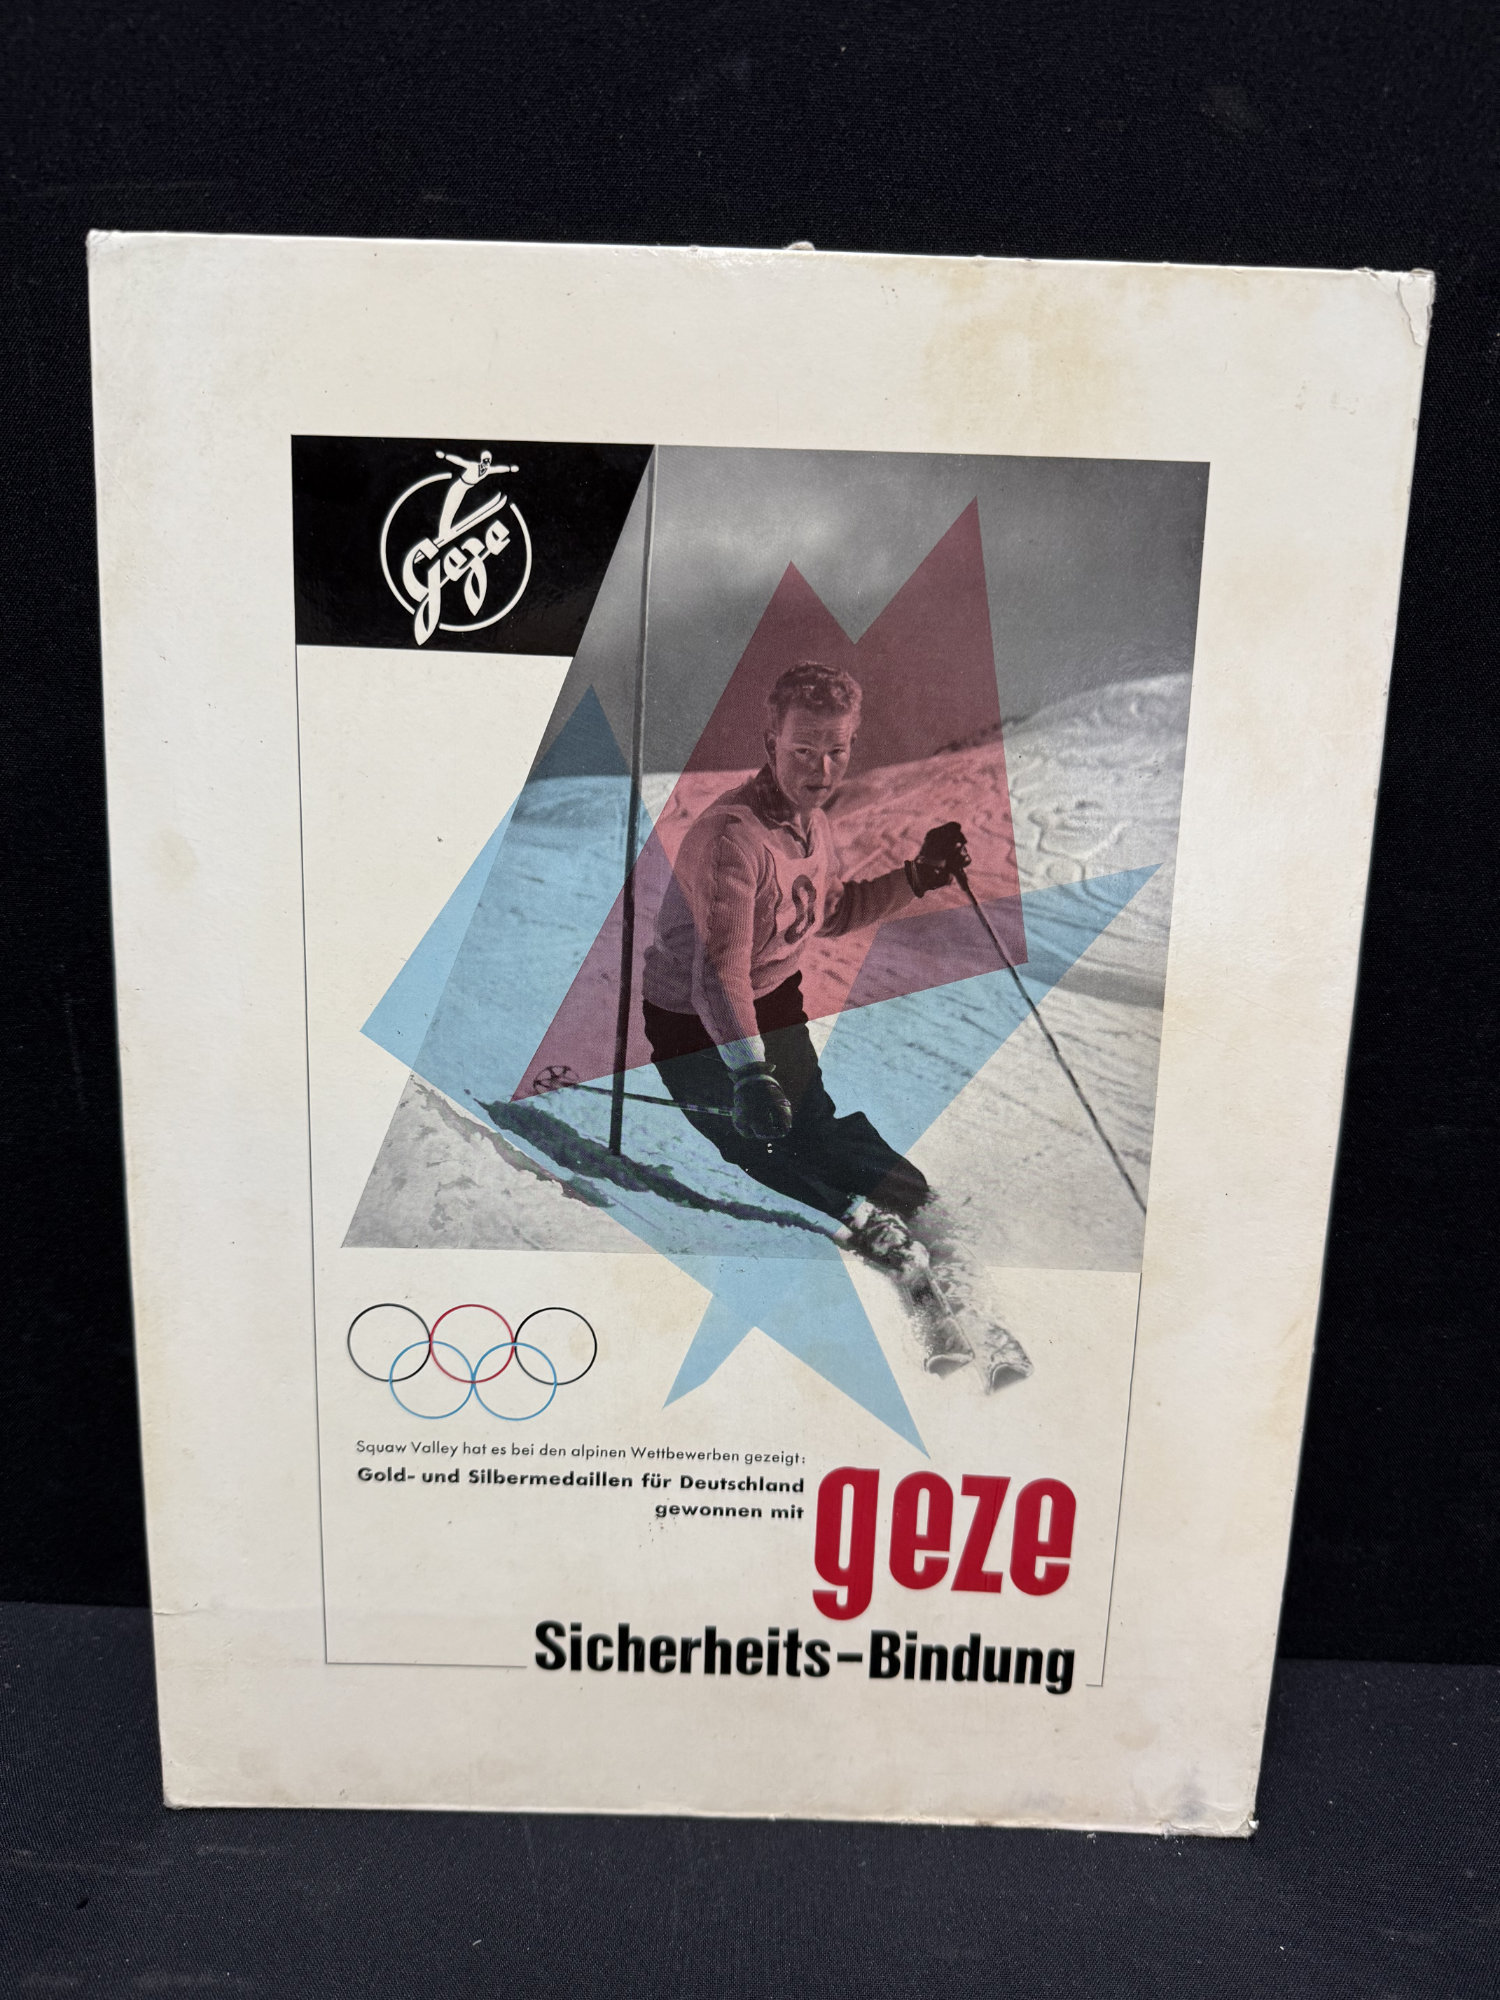 Geze
8
Squaw Valley hat es bei den alpinen Wettbewerben gezeigt:
Gold- und Silbermedaillen für Deutschland
gewonnen mit
geze
Sicherheits-Bindung